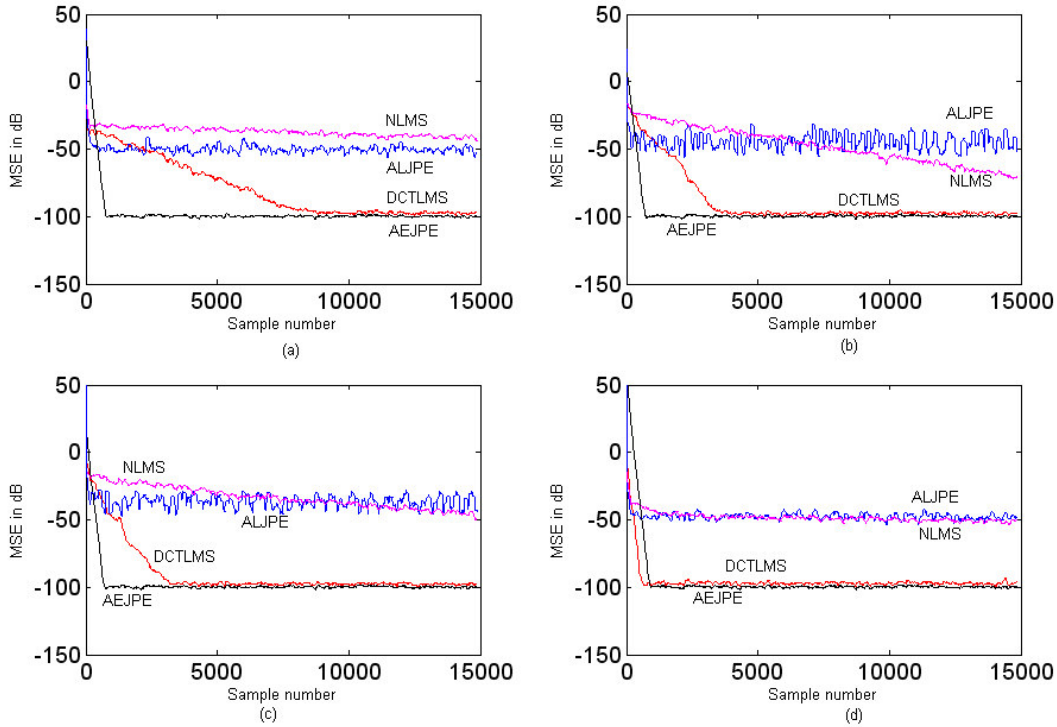 50
0
-50
-100
-150
MSE in dB
NLMS
ALJPE
DCTLMS
AEJPE
0
5000
10000
15000
Sample number
(a)
50
0
-50
-100
-150
MSE in dB
ALJPE
NLMS
DCTLMS
AEJPE
0
5000
10000
15000
Sample number
(b)
50
0
-50
-100
-150
MSE in dB
NLMS
ALJPE
DCTLMS
AEJPE
0
5000
10000
15000
Sample number
(c)
50
0
-50
-100
-150
MSE in dB
ALJPE
NLMS
DCTLMS
AEJPE
0
5000
10000
15000
Sample number
(d)